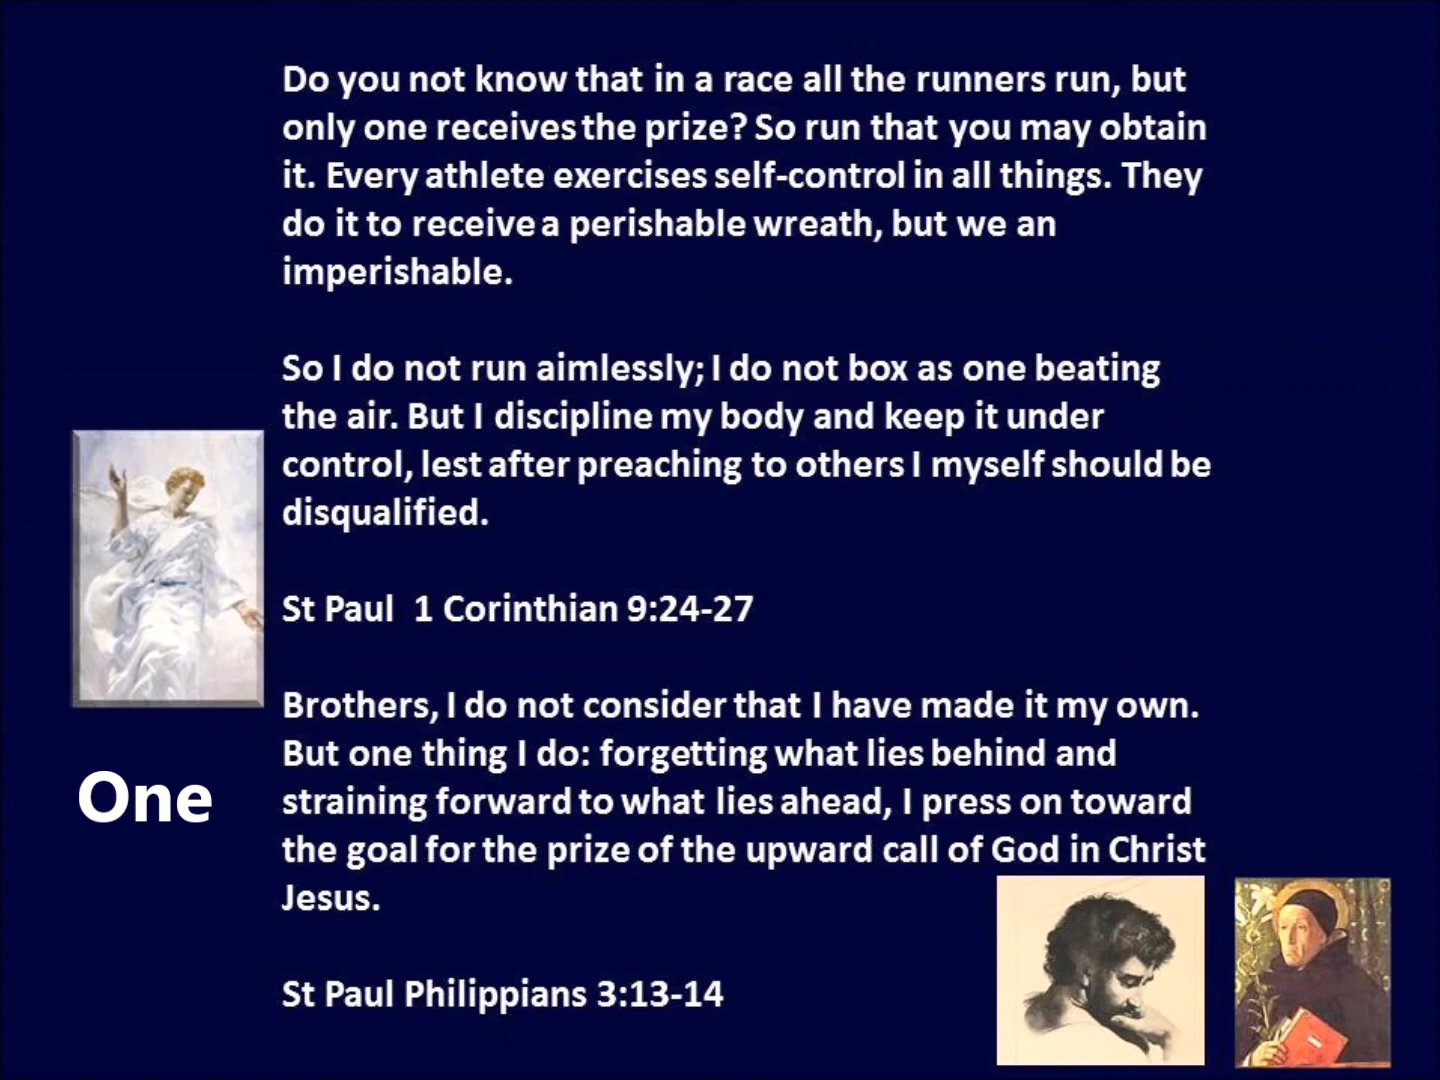 Do you not know that in a race all the runners run, but
only one receives the prize? So run that you may obtain
it. Every athlete exercises self-control in all things. They
do it to receive a perishable wreath, but we an
imperishable.
So I do not run aimlessly; I do not box as one beating
the air. But I discipline my body and keep it under
control, lest after preaching to others I myself should be
disqualified.
St Paul 1 Corinthian 9:24-27
Brothers, I do not consider that I have made it my own.
But one thing I do: forgetting what lies behind and
straining forward to what lies ahead, I press on toward
the goal for the prize of the upward call of God in Christ
Jesus.
St Paul Philippians 3:13-14
One